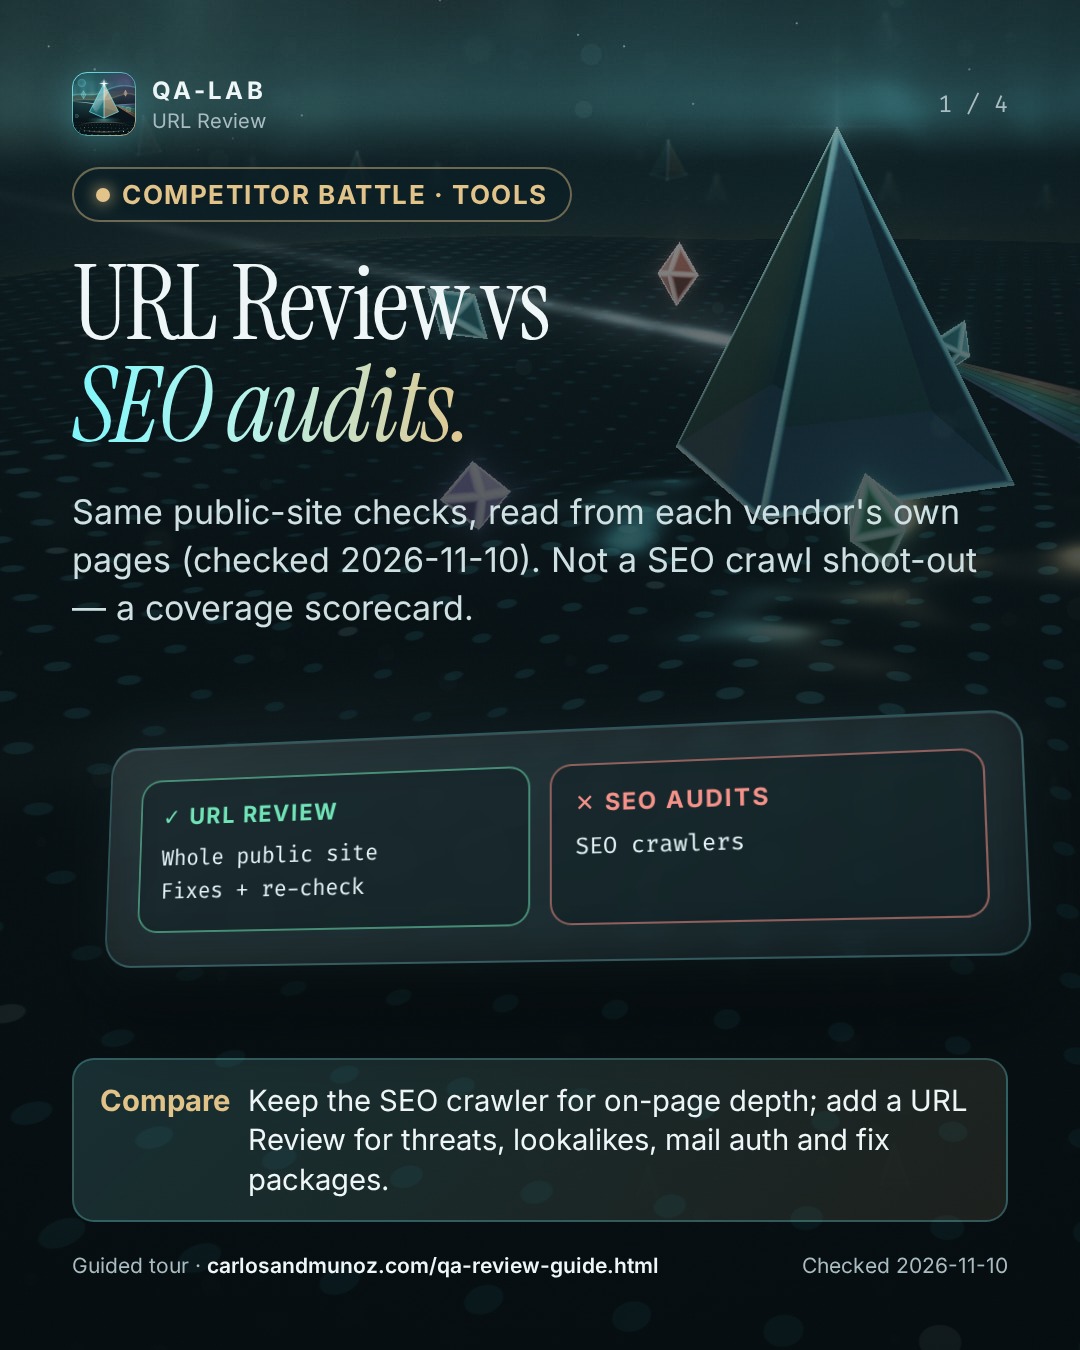 QA-LAB
URL Review
1 / 4
COMPETITOR BATTLE · TOOLS
URL Review vs
SEO audits.
Same public-site checks, read from each vendor's own
pages (checked 2026-11-10). Not a SEO crawl shoot-out
— a coverage scorecard.
✓ URL REVIEW
Whole public site
Fixes + re-check
✕ SEO AUDITS
SEO crawlers
Compare Keep the SEO crawler for on-page depth; add a URL
Review for threats, lookalikes, mail auth and fix
packages.
Guided tour · carlosandmunoz.com/qa-review-guide.html
Checked 2026-11-10